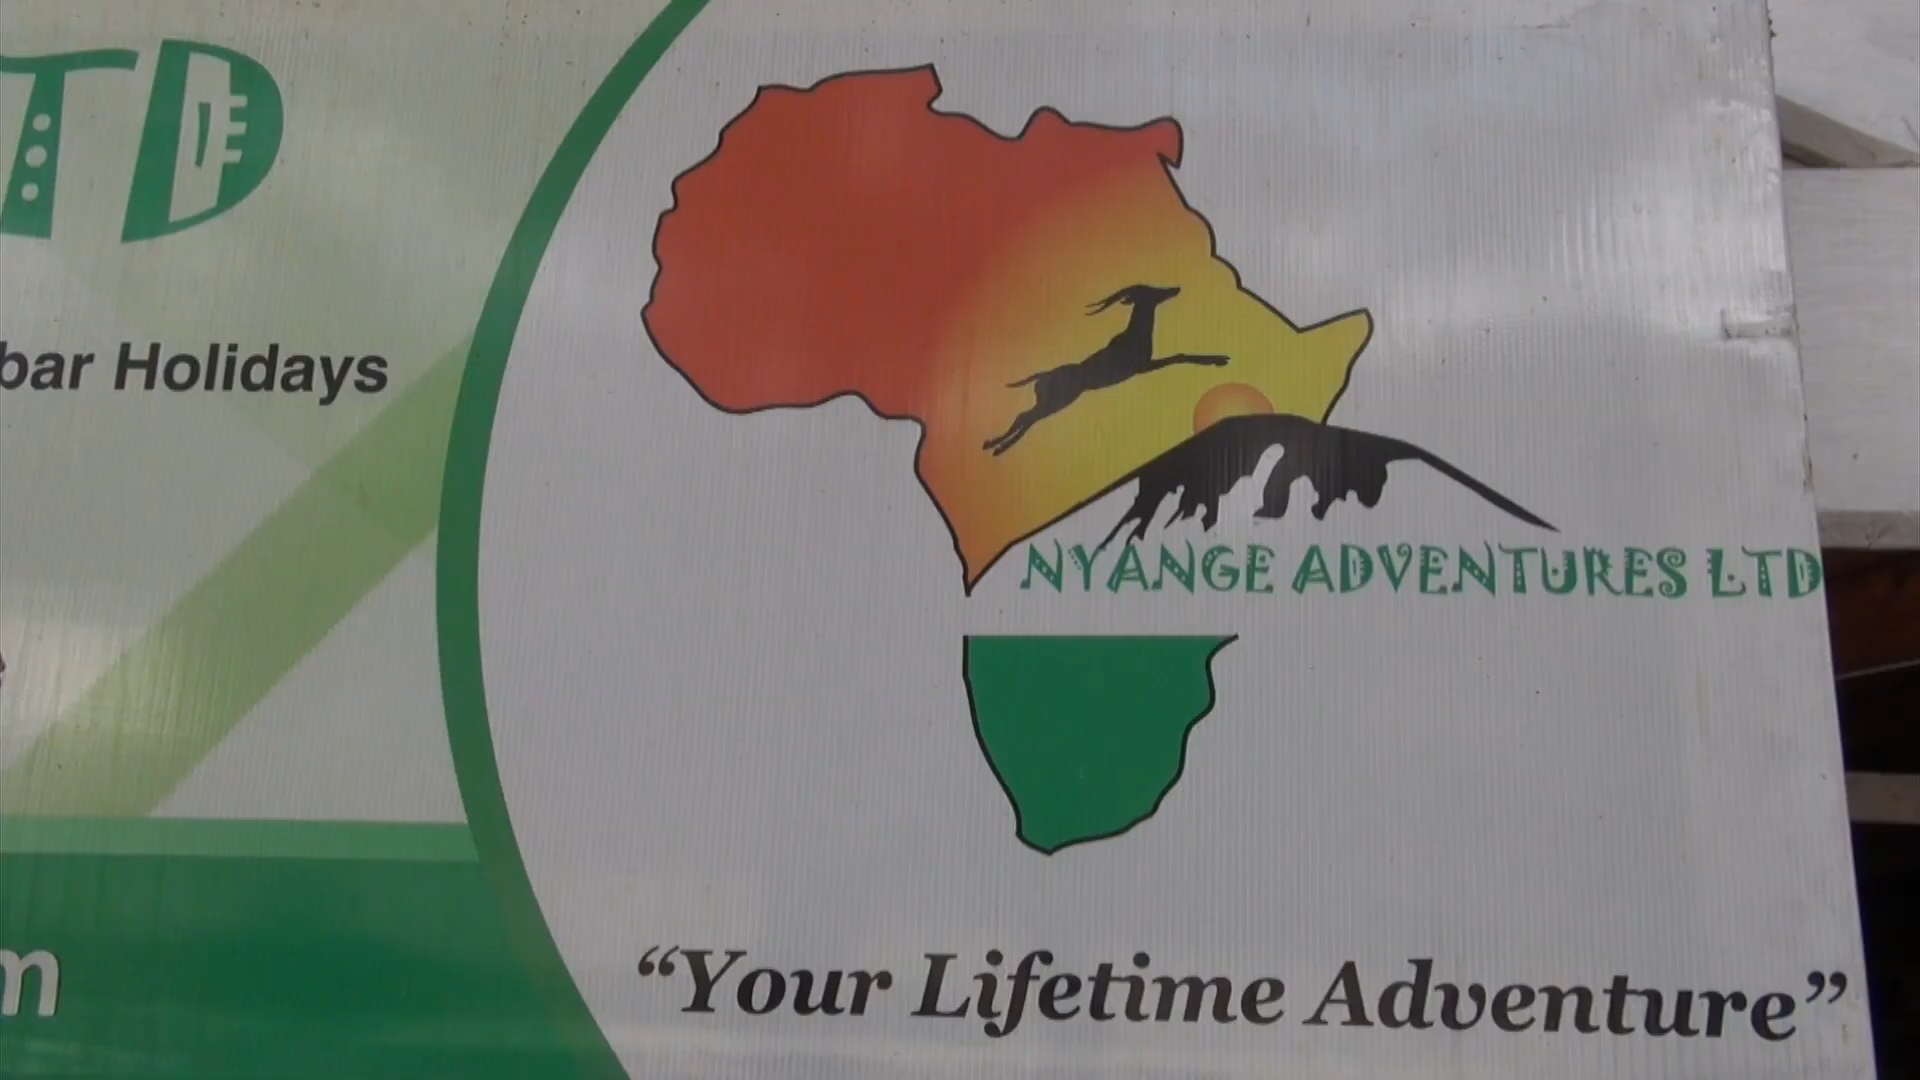 TD
bar Holidays
NYANGE ADVENTURES LTD
m
“Your Lifetime Adventure”